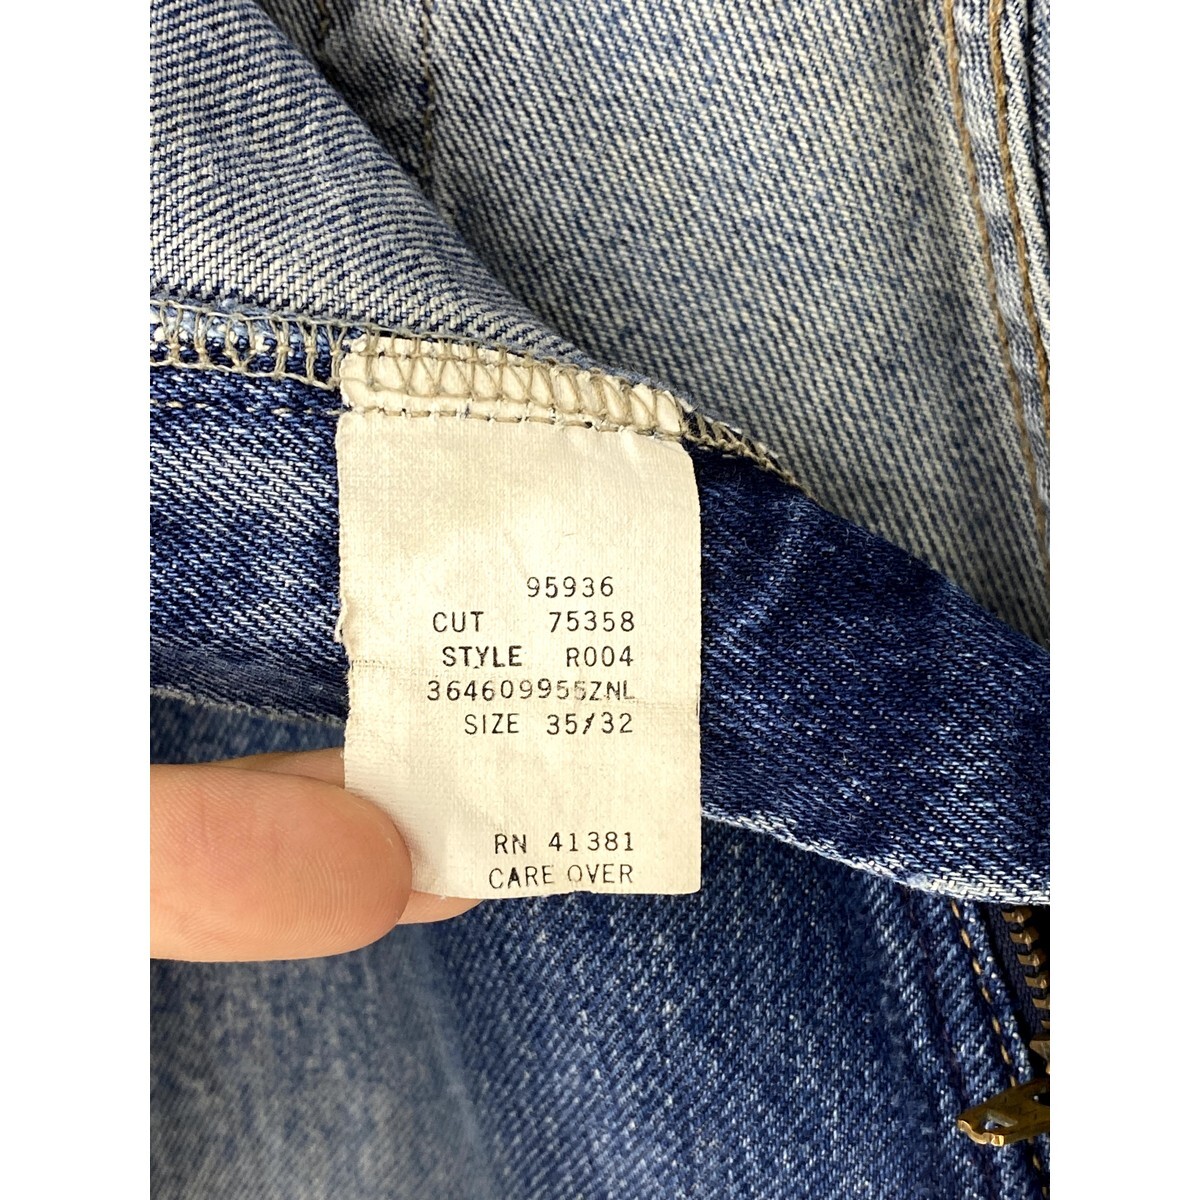 95936
CUT 75358
STYLE R004
364609955ZNL
SIZE 35/32
RN 41381
CARE OVER